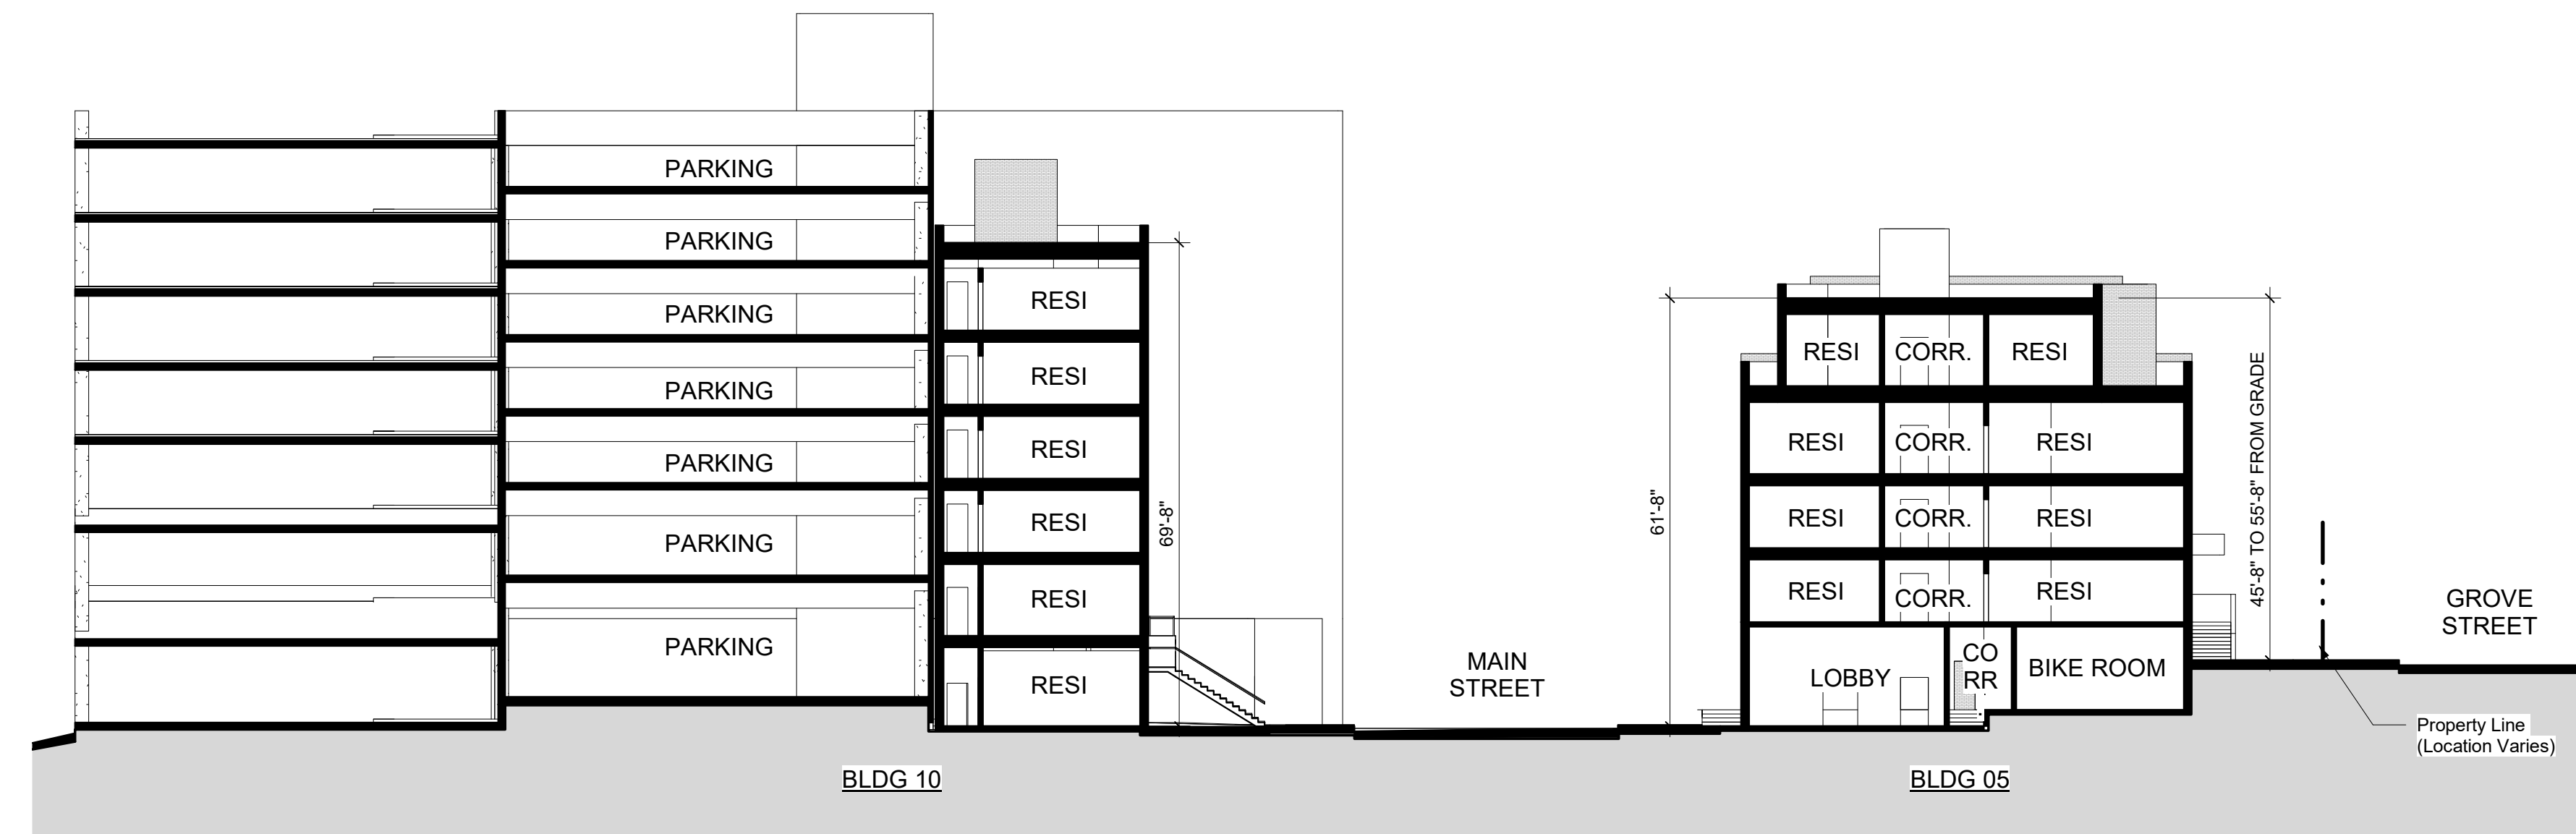 PARKING
PARKING
PARKING
PARKING
PARKING
PARKING
PARKING
RESI
RESI
RESI
RESI
RESI
RESI
69'-8"
BLDG 10
MAIN
STREET
61'-8"
RESI CORR. RESI
RESI CORR. RESI
RESI CORR. RESI
RESI CORR. RESI
LOBBY
CO
RR
BIKE ROOM
BLDG 05
45'-8" TO 55'-8" FROM GRADE
GROVE
STREET
Property Line
(Location Varies)